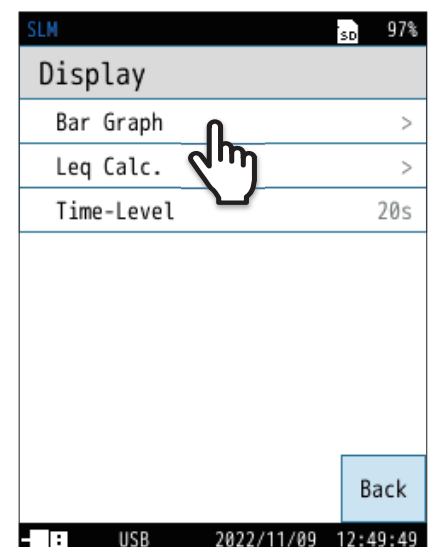 SLM SD 97%
Display
Bar Graph >
Leq Calc. >
Time-Level 20s
Back
USB 2022/11/09 12:49:49